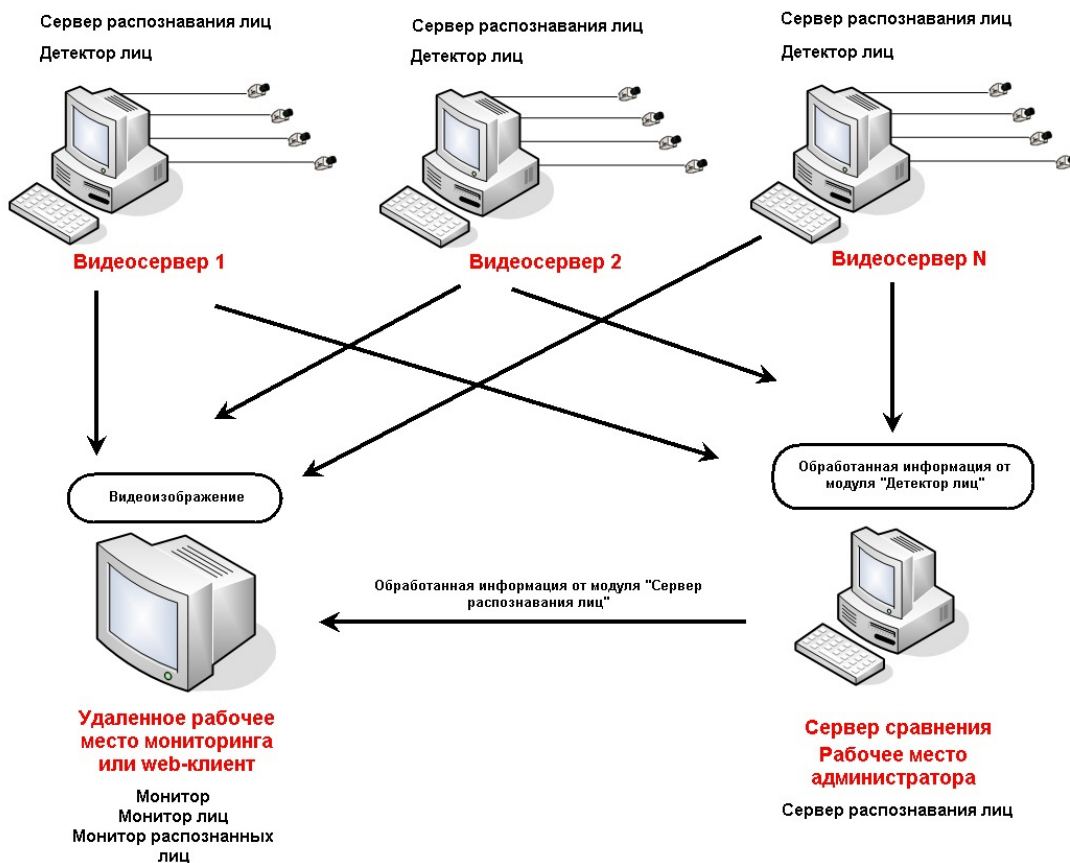 Сервер распознавания лиц
Детектор лиц
Сервер распознавания лиц
Детектор лиц
Сервер распознавания лиц
Детектор лиц
Видеосервер 1
Видеосервер 2
Видеосервер N
Видеоизображение
Обработанная информация от
модуля "Детектор лиц"
Обработанная информация от модуля "Сервер
распознавания лиц"
Удаленное рабочее
место мониторинга
или web-клиент
Монитор
Монитор лиц
Монитор распознанных
лиц
Сервер сравнения
Рабочее место
администратора
Сервер распознавания лиц